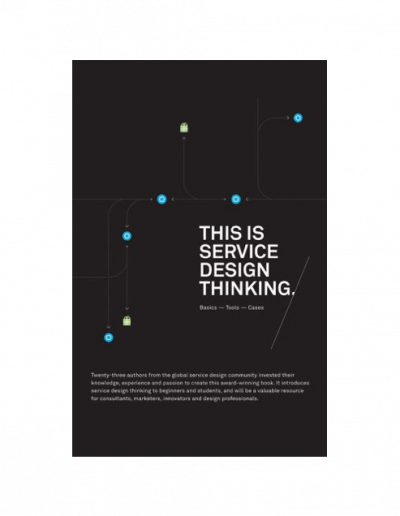 THIS IS
SERVICE
DESIGN
THINKING.
Basics — Tools — Cases
Twenty-three authors from the global service design community invested their
knowledge, experience and passion to create this award-winning book. It introduces
service design thinking to beginners and students, and will be a valuable resource
for consultants, marketers, innovators and design professionals.